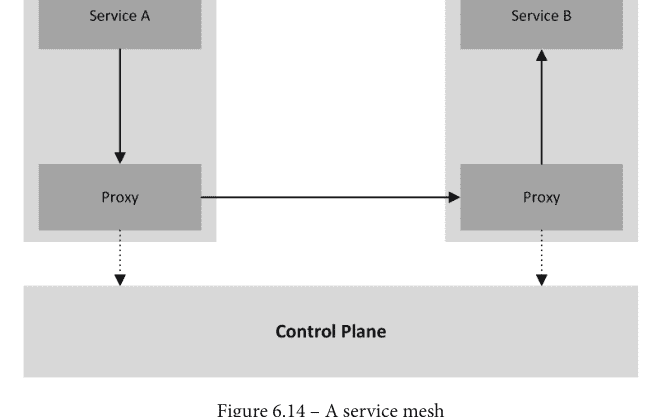 Service A
Service B
Proxy
Proxy
Control Plane
Figure 6.14 – A service mesh